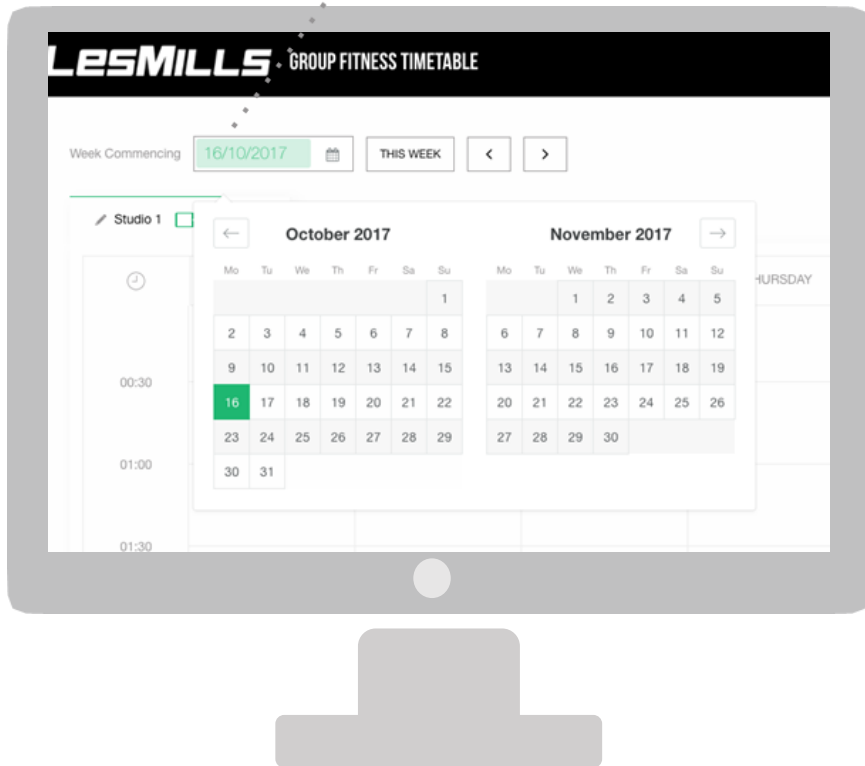 LESMILLS GROUP FITNESS TIMETABLE
Week Commencing 16/10/2017 THIS WEEK < >
Studio 1
← October 2017 November 2017 →
Mo Tu We Th Fr Sa Su Mo Tu We Th Fr Sa Su
1 1 2 3 4 5
2 3 4 5 6 7 8 6 7 8 9 10 11 12
9 10 11 12 13 14 15 13 14 15 16 17 18 19
16 17 18 19 20 21 22 20 21 22 23 24 25 26
23 24 25 26 27 28 29 27 28 29 30
30 31
00:30
01:00
01:30